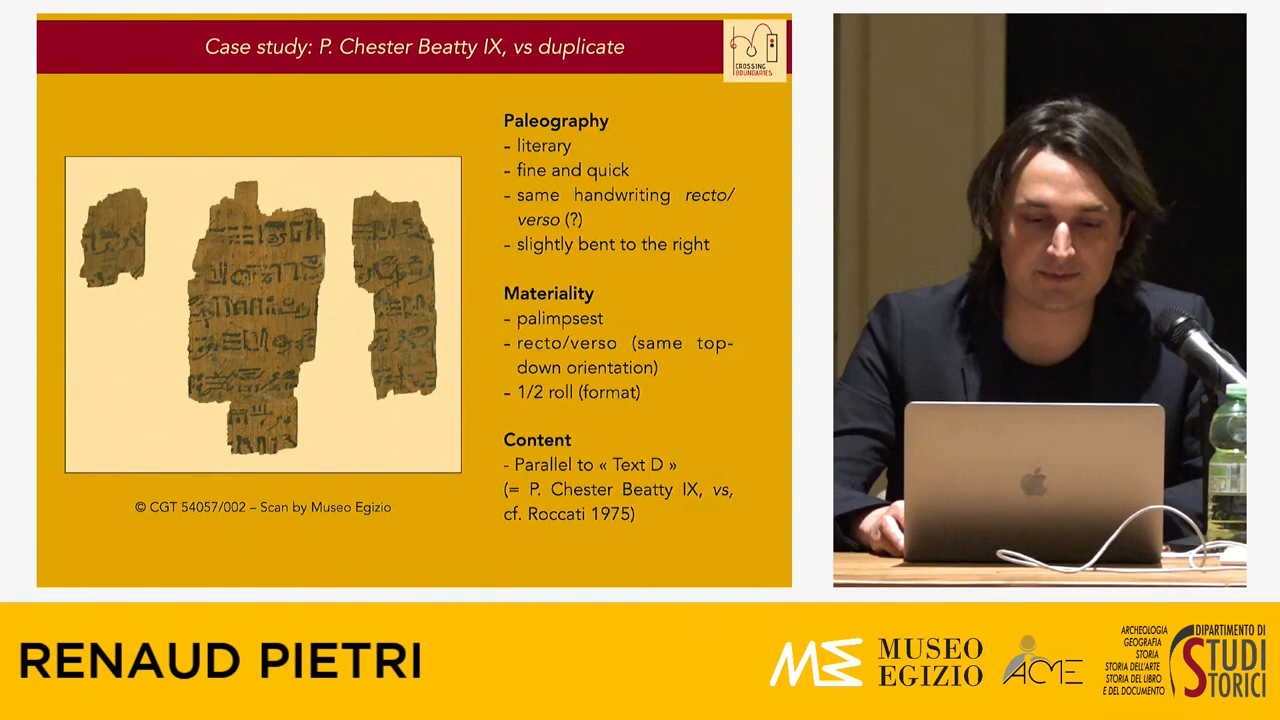 Case study: P. Chester Beatty IX, vs duplicate
CROSSING
BOUNDARIES
Paleography
- literary
- fine and quick
- same handwriting recto/
verso (?)
- slightly bent to the right
Materiality
- palimpsest
- recto/verso (same top-
down orientation)
- 1/2 roll (format)
Content
- Parallel to « Text D »
(= P. Chester Beatty IX, vs,
cf. Roccati 1975)
© CGT 54057/002 – Scan by Museo Egizio
RENAUD PIETRI
ME
MUSEO
EGIZIO
ACME
ARCHEOLOGIA
GEOGRAFIA
STORIA
STORIA DELL'ARTE
STORIA DEL LIBRO
E DEL DOCUMENTO
DIPARTIMENTO DI
STUDI
STORICI